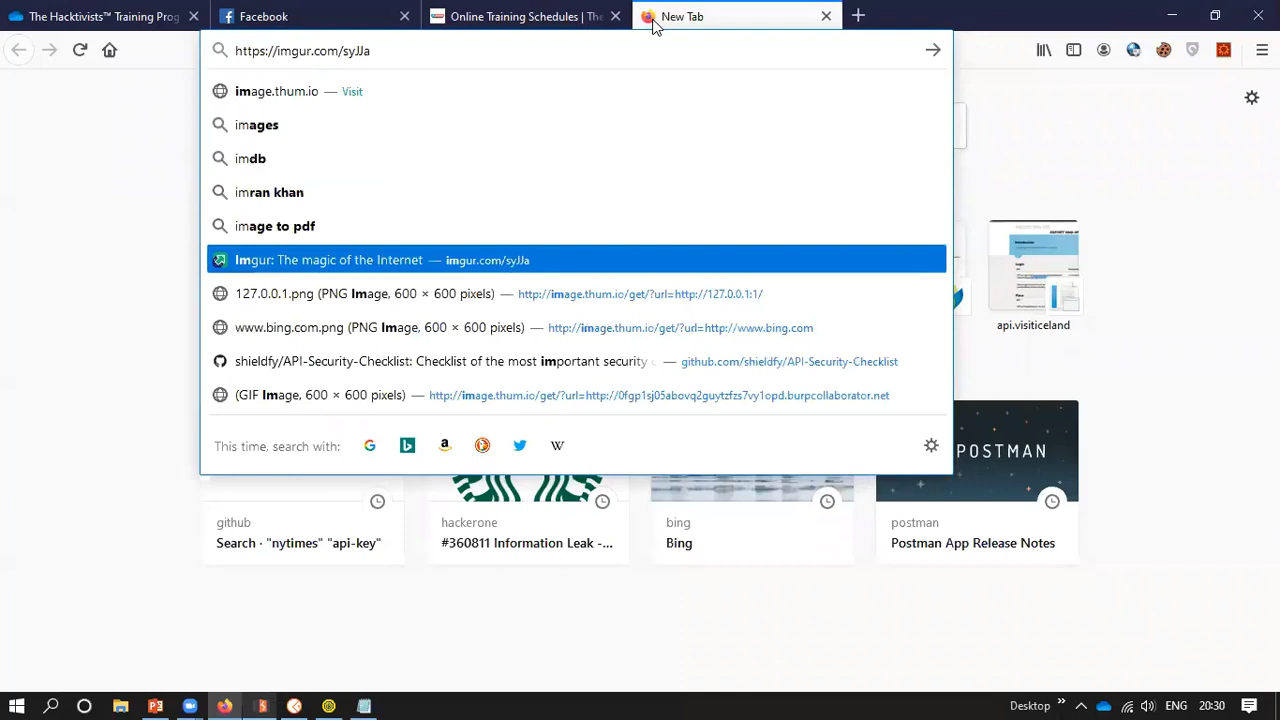 The Hacktivists™ Training Prog
Facebook
Online Training Schedules | The
New Tab
https://imgur.com/syJJa
image.thum.io — Visit
images
imdb
imran khan
image to pdf
Imgur: The magic of the Internet — imgur.com/syJJa
127.0.0.1.png (PNG Image, 600 × 600 pixels) — http://image.thum.io/get/?url=http://127.0.0.1:1/
www.bing.com.png (PNG Image, 600 × 600 pixels) — http://image.thum.io/get/?url=http://www.bing.com
shieldfy/API-Security-Checklist: Checklist of the most important security — github.com/shieldfy/API-Security-Checklist
(GIF Image, 600 × 600 pixels) — http://image.thum.io/get/?url=http://0fgp1sj05abovq2guytzfzs7vy1opd.burpcollaborator.net
This time, search with:
api.visiticeland
POSTMAN
github
Search · "nytimes" "api-key"
hackerone
#360811 Information Leak -...
bing
Bing
postman
Postman App Release Notes
Desktop
ENG
20:30